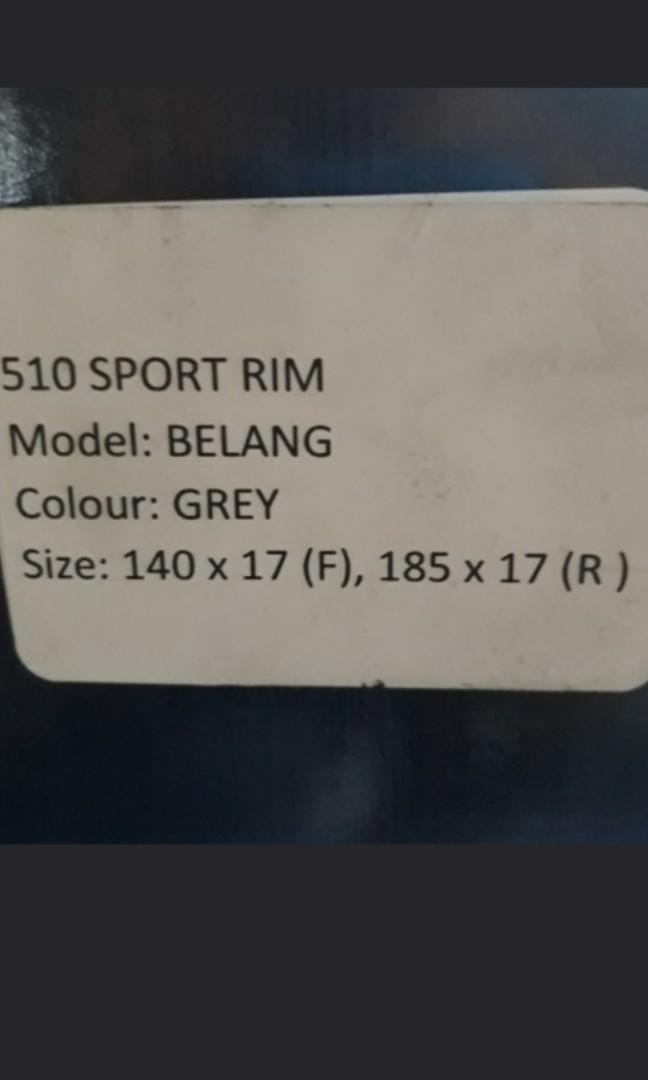 510 SPORT RIM
Model: BELANG
Colour: GREY
Size: 140 x 17 (F), 185 x 17 (R )